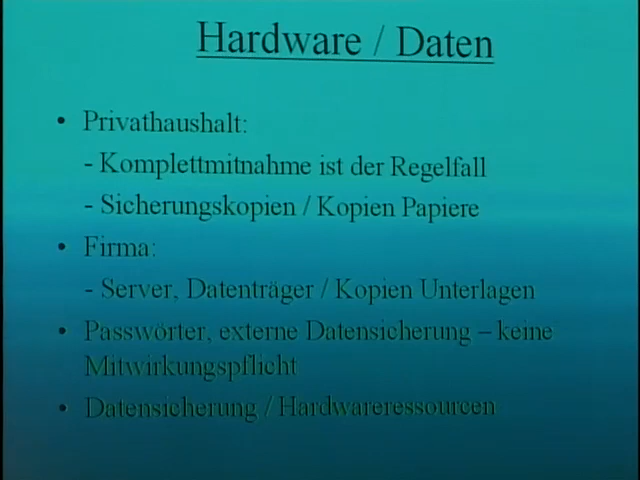 Hardware / Daten
• Privathaushalt:
- Komplettmitnahme ist der Regelfall
- Sicherungskopien / Kopien Papiere
• Firma:
- Server, Datenträger / Kopien Unterlagen
• Passwörter, externe Datensicherung – keine
Mitwirkungspflicht
• Datensicherung / Hardwareressourcen